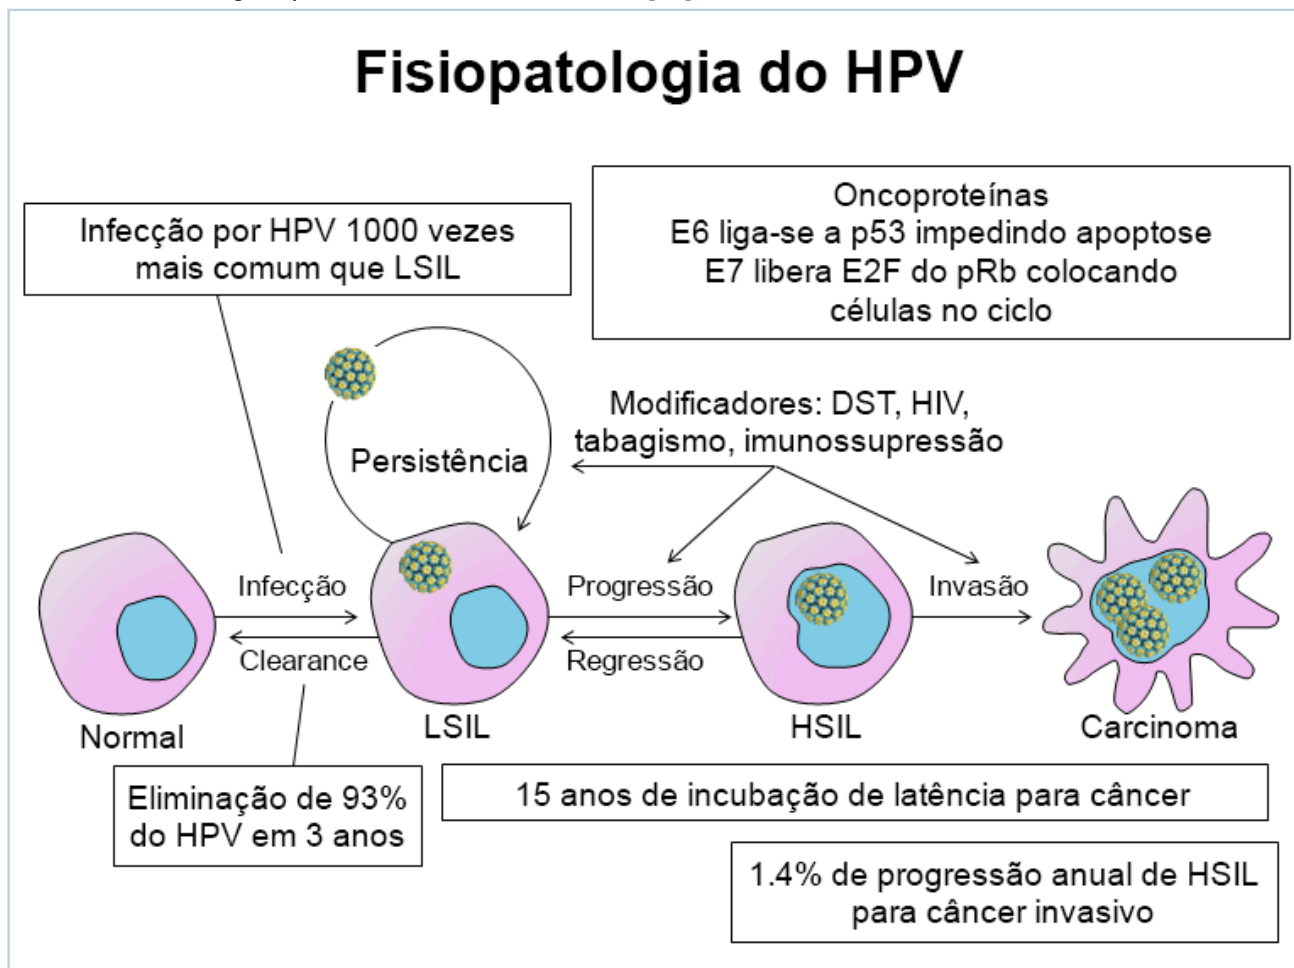 Fisiopatologia do HPV
Infecção por HPV 1000 vezes
mais comum que LSIL
Oncoproteínas
E6 liga-se a p53 impedindo apoptose
E7 libera E2F do pRb colocando
células no ciclo
Modificadores: DST, HIV,
tabagismo, imunossupressão
Persistência
Infecção
Progressão
Invasão
Clearance
Regressão
Normal
LSIL
HSIL
Carcinoma
Eliminação de 93%
do HPV em 3 anos
15 anos de incubação de latência para câncer
1.4% de progressão anual de HSIL
para câncer invasivo